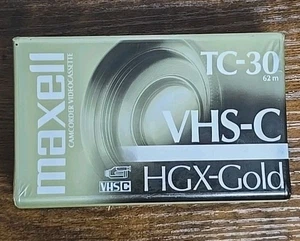 maxell
CAMCORDER VIDEOCASSETTE
TC-30
62 m
VHS-C
VHS C
HGX-Gold